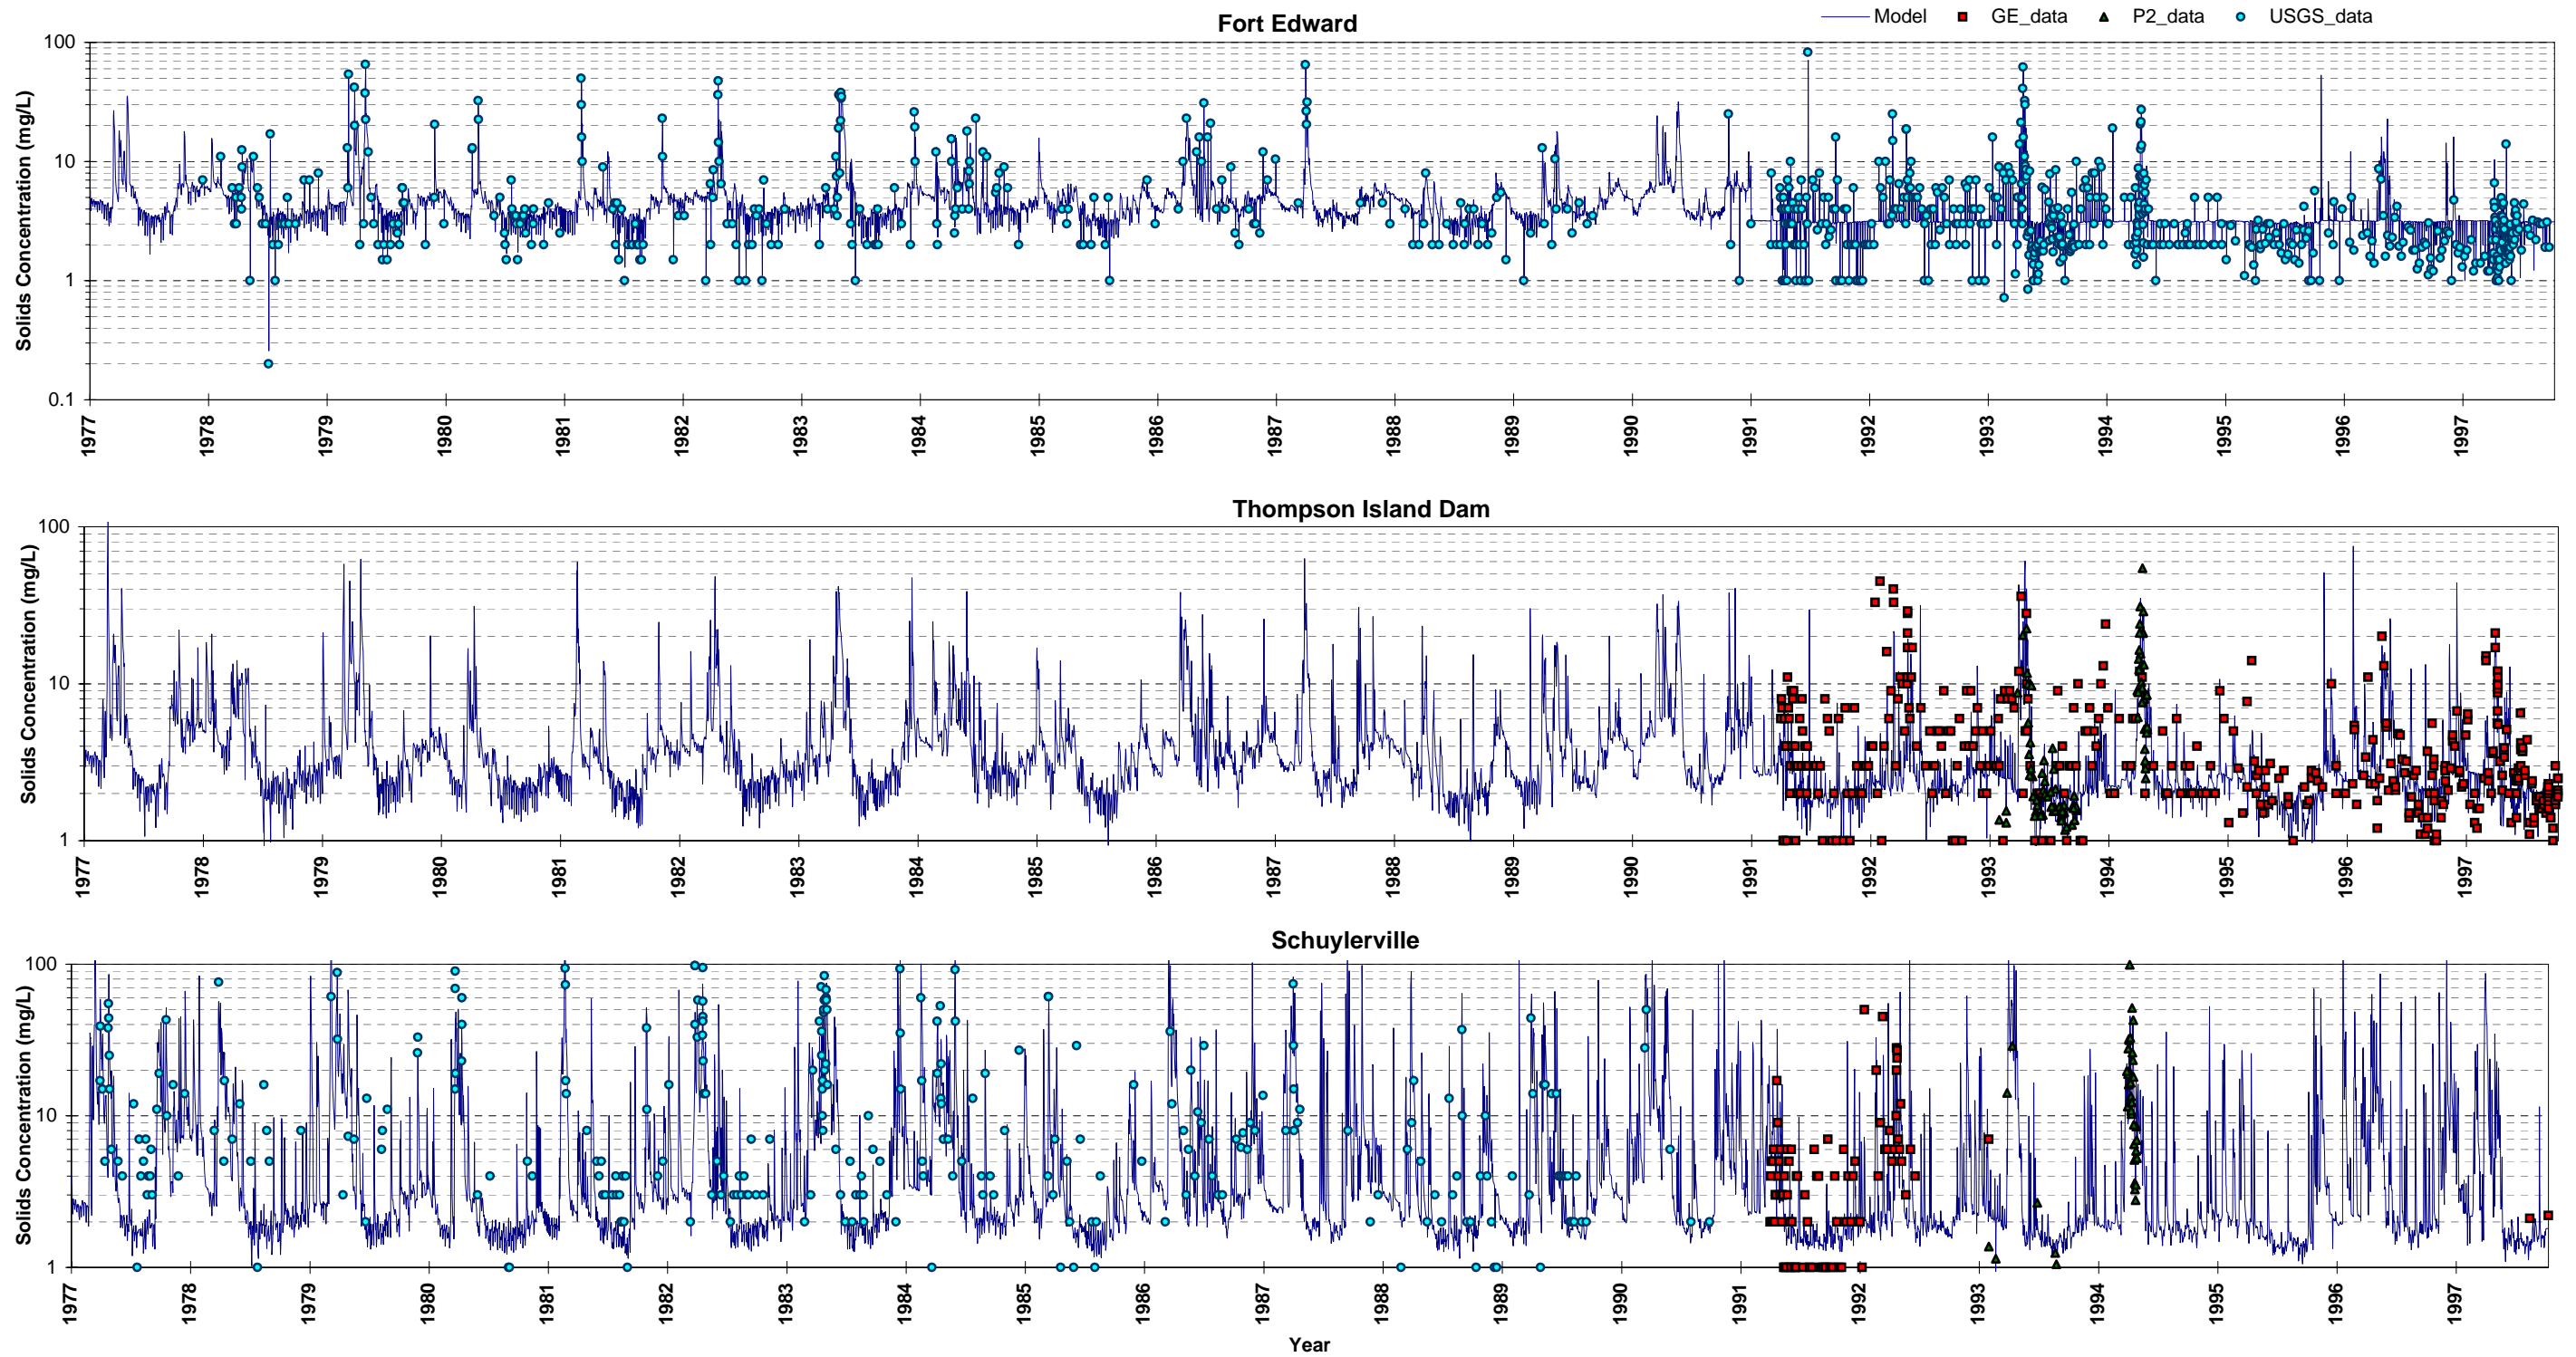 Fort Edward
Model GE_data P2_data USGS_data
Solids Concentration (mg/L)
100
10
1
0.1
1977 1978 1979 1980 1981 1982 1983 1984 1985 1986 1987 1988 1989 1990 1991 1992 1993 1994 1995 1996 1997
Thompson Island Dam
Solids Concentration (mg/L)
100
10
1
1977 1978 1979 1980 1981 1982 1983 1984 1985 1986 1987 1988 1989 1990 1991 1992 1993 1994 1995 1996 1997
Schuylerville
Solids Concentration (mg/L)
100
10
1
1977 1978 1979 1980 1981 1982 1983 1984 1985 1986 1987 1988 1989 1990 1991 1992 1993 1994 1995 1996 1997
Year